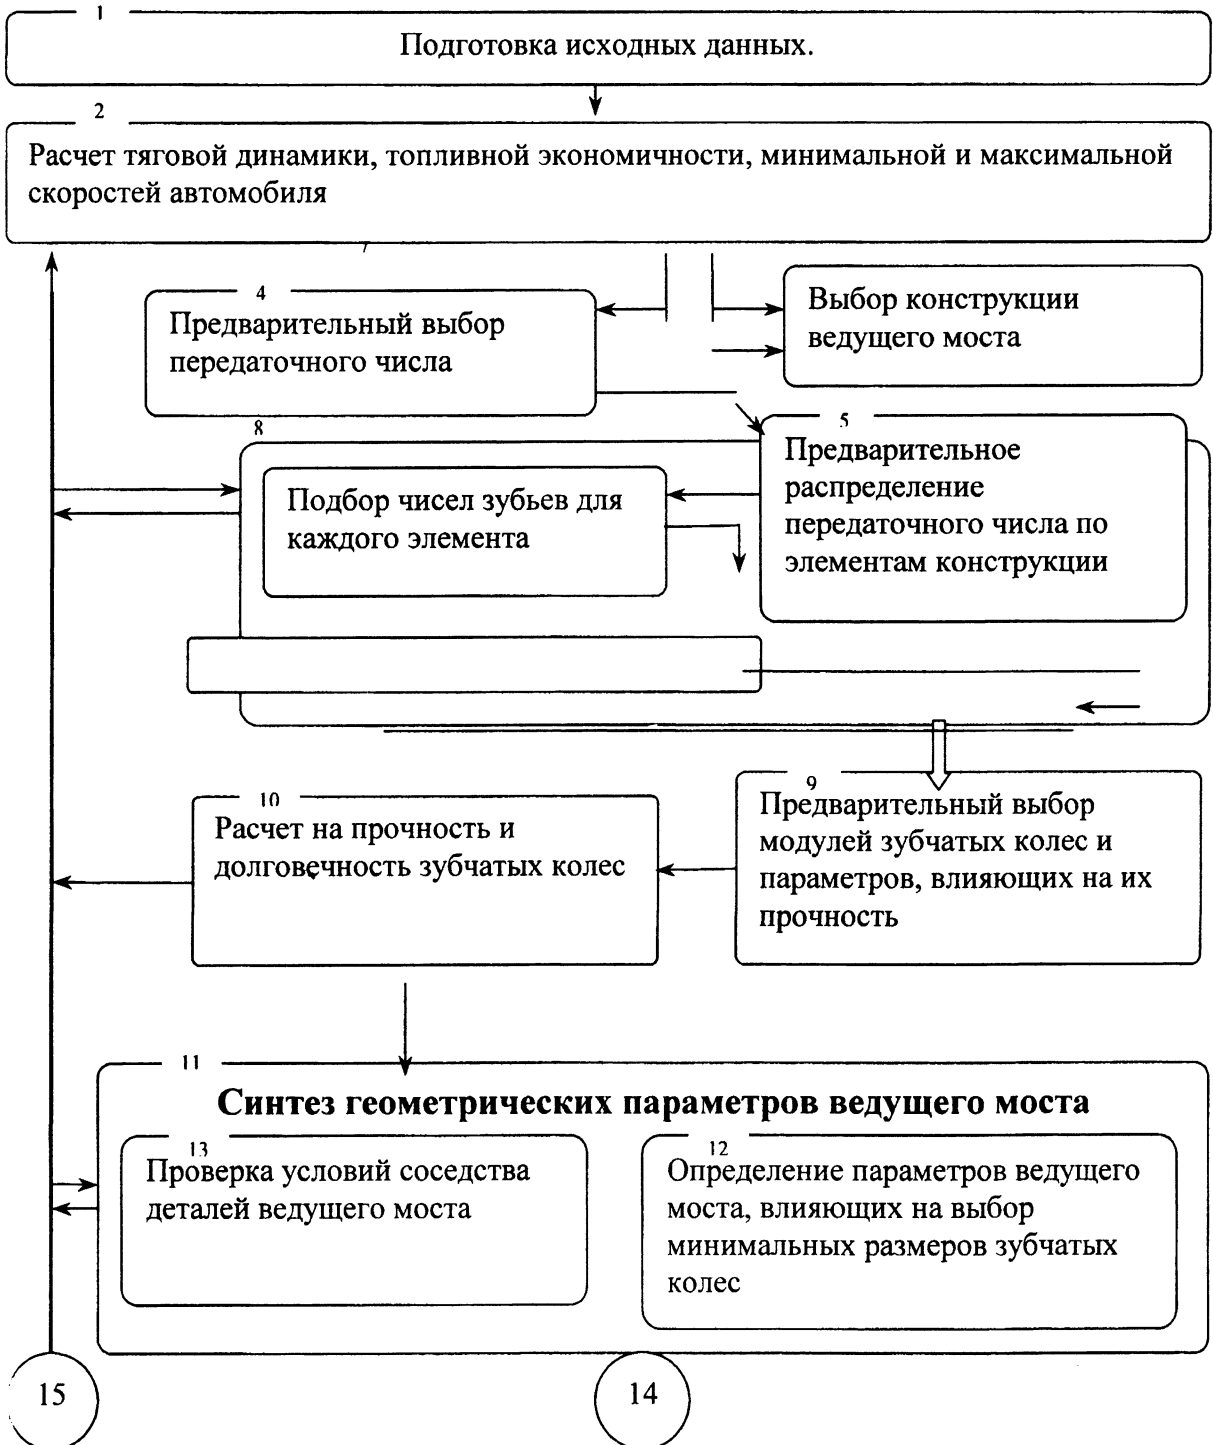 1
Подготовка исходных данных.
2
Расчет тяговой динамики, топливной экономичности, минимальной и максимальной
скоростей автомобиля
4
Предварительный выбор
передаточного числа
Выбор конструкции
ведущего моста
8
5
Предварительное
распределение
передаточного числа по
элементам конструкции
Подбор чисел зубьев для
каждого элемента
9
Предварительный выбор
модулей зубчатых колес и
параметров, влияющих на их
прочность
10
Расчет на прочность и
долговечность зубчатых колес
11
Синтез геометрических параметров ведущего моста
13
Проверка условий соседства
деталей ведущего моста
12
Определение параметров ведущего
моста, влияющих на выбор
минимальных размеров зубчатых
колес
15
14